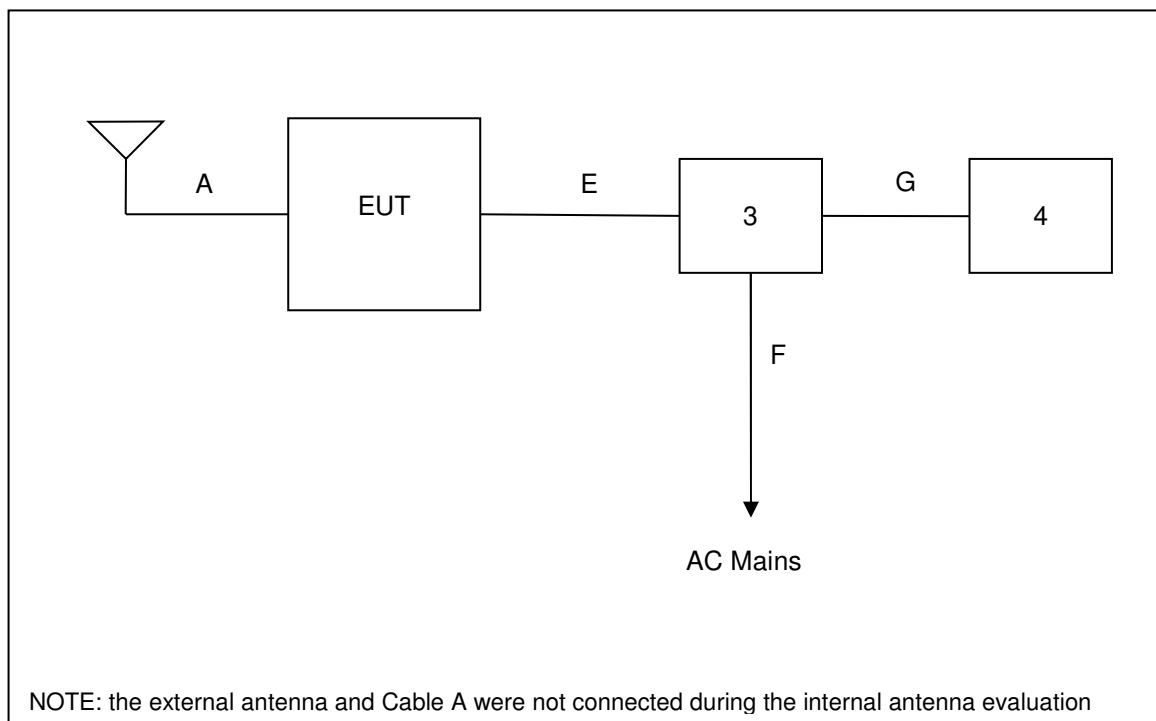 A
EUT
E
3
G
4
F
AC Mains
NOTE: the external antenna and Cable A were not connected during the internal antenna evaluation